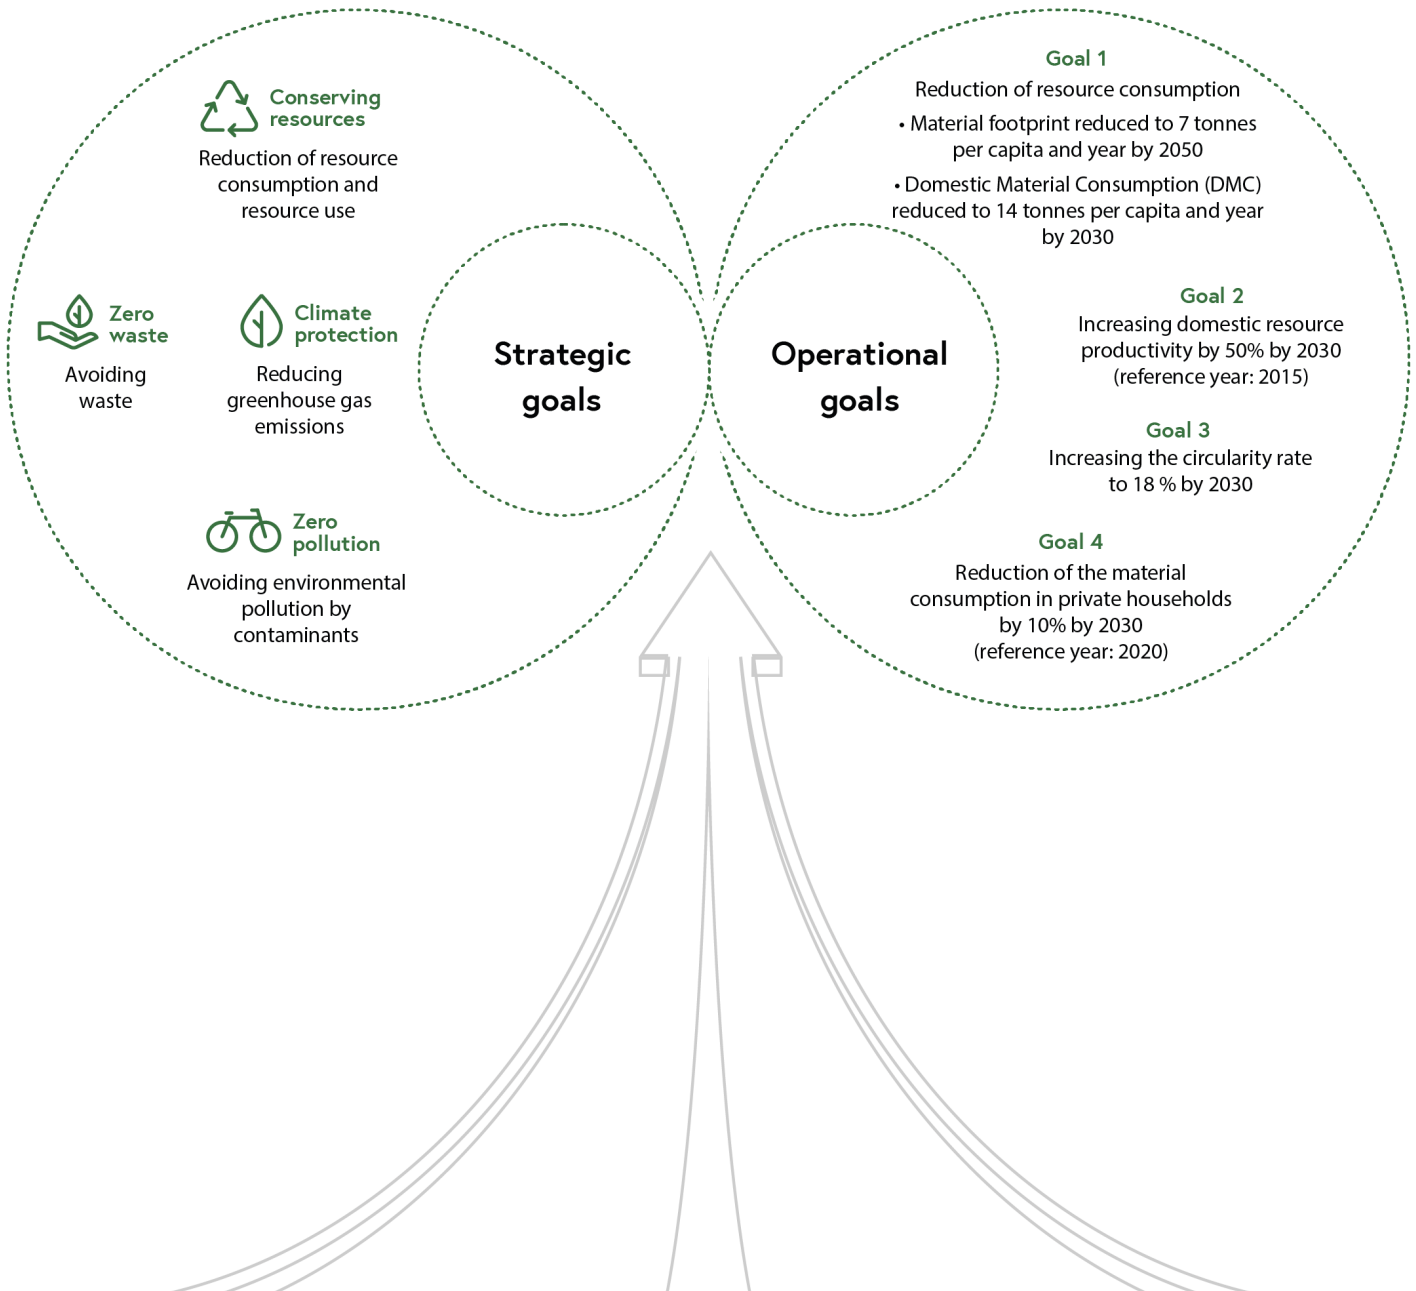 Conserving
resources
Reduction of resource
consumption and
resource use
Zero
waste
Avoiding
waste
Climate
protection
Reducing
greenhouse gas
emissions
Zero
pollution
Avoiding environmental
pollution by
contaminants
Strategic
goals
Operational
goals
Goal 1
Reduction of resource consumption
• Material footprint reduced to 7 tonnes
per capita and year by 2050
• Domestic Material Consumption (DMC)
reduced to 14 tonnes per capita and year
by 2030
Goal 2
Increasing domestic resource
productivity by 50% by 2030
(reference year: 2015)
Goal 3
Increasing the circularity rate
to 18 % by 2030
Goal 4
Reduction of the material
consumption in private households
by 10% by 2030
(reference year: 2020)